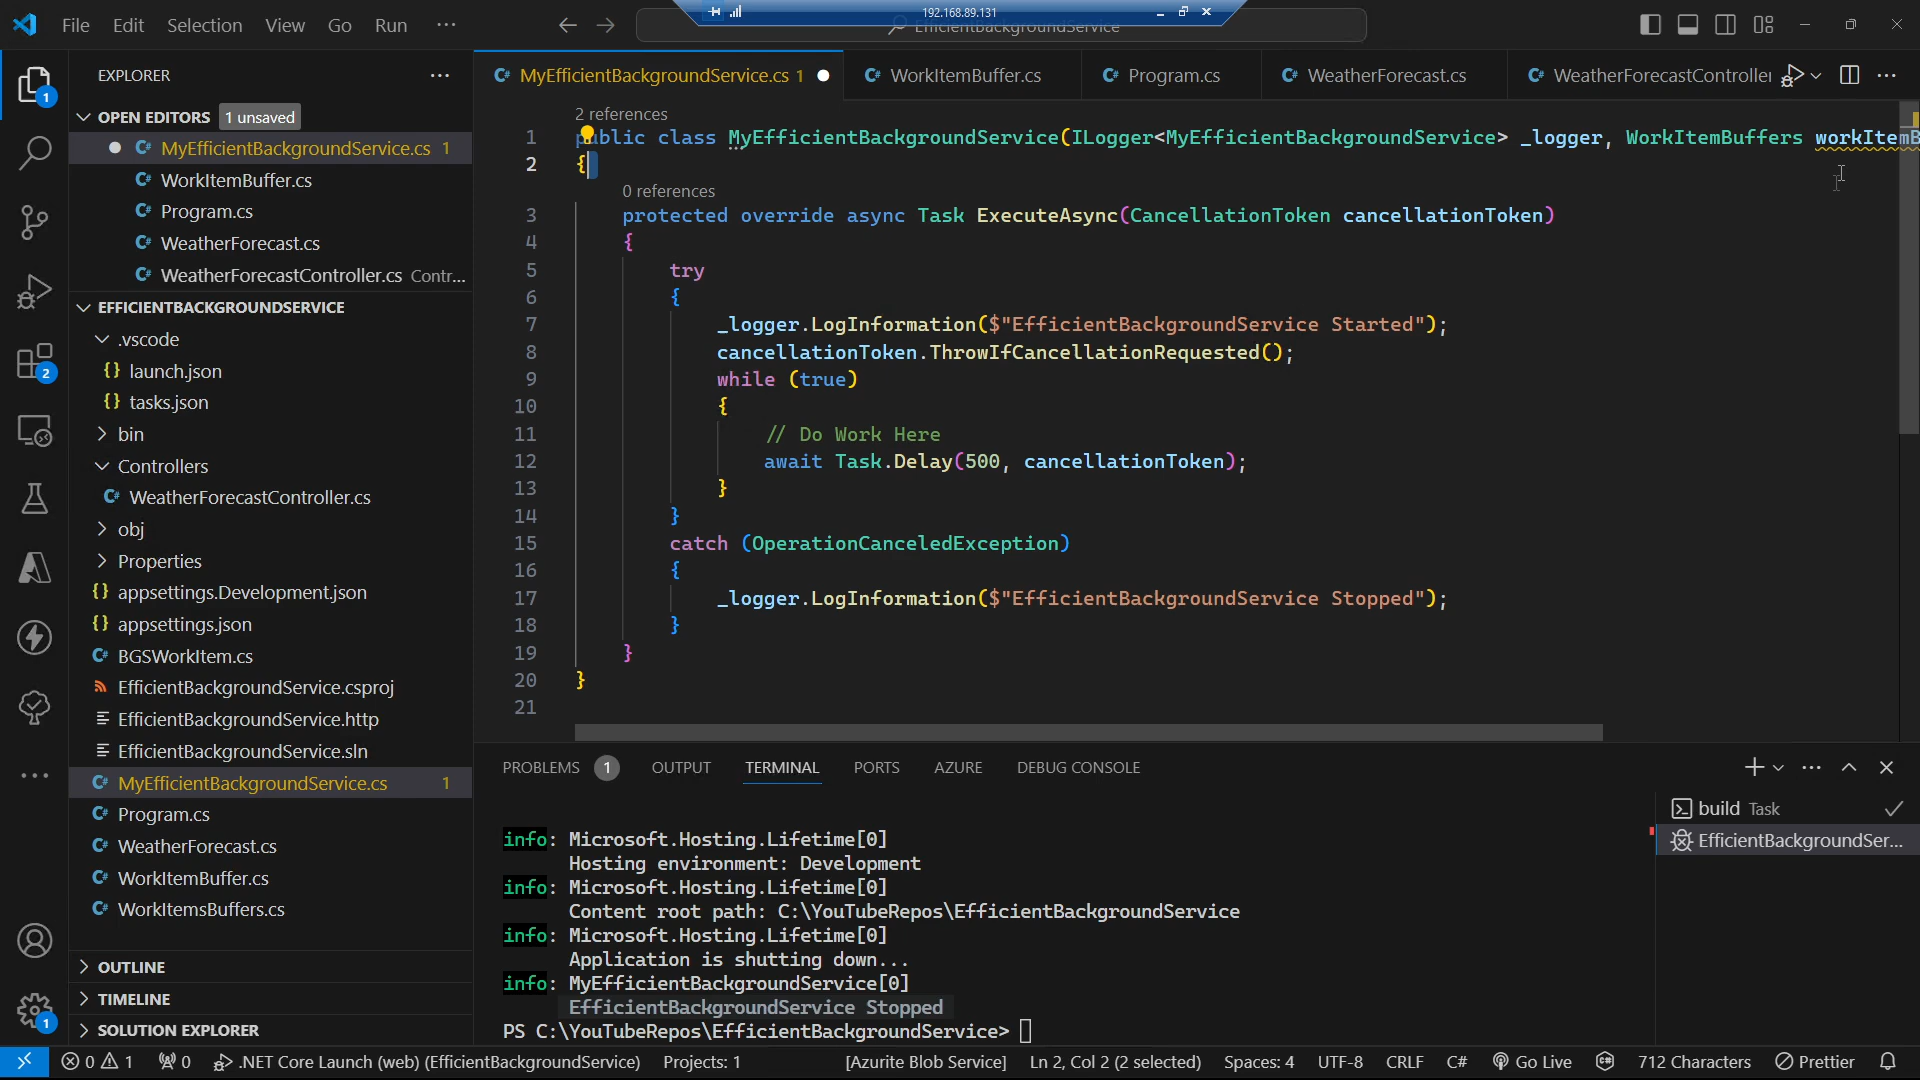 File Edit Selection View Go Run ···
192.168.89.131
EfficientBackgroundService
EXPLORER
OPEN EDITORS 1 unsaved
MyEfficientBackgroundService.cs 1
WorkItemBuffer.cs
Program.cs
WeatherForecast.cs
WeatherForecastController.cs Contr...
EFFICIENTBACKGROUNDSERVICE
.vscode
{} launch.json
{} tasks.json
bin
Controllers
C# WeatherForecastController.cs
obj
Properties
{} appsettings.Development.json
{} appsettings.json
C# BGSWorkItem.cs
EfficientBackgroundService.csproj
EfficientBackgroundService.http
EfficientBackgroundService.sln
C# MyEfficientBackgroundService.cs 1
C# Program.cs
C# WeatherForecast.cs
C# WorkItemBuffer.cs
C# WorkItemsBuffers.cs
OUTLINE
TIMELINE
SOLUTION EXPLORER
1
2
1
MyEfficientBackgroundService.cs 1 WorkItemBuffer.cs Program.cs WeatherForecast.cs WeatherForecastController
2 references
1 public class MyEfficientBackgroundService(ILogger<MyEfficientBackgroundService> _logger, WorkItemBuffers workItemB
2 {
0 references
3 protected override async Task ExecuteAsync(CancellationToken cancellationToken)
4 {
5 try
6 {
7 _logger.LogInformation($"EfficientBackgroundService Started");
8 cancellationToken.ThrowIfCancellationRequested();
9 while (true)
10 {
11 // Do Work Here
12 await Task.Delay(500, cancellationToken);
13 }
14 }
15 catch (OperationCanceledException)
16 {
17 _logger.LogInformation($"EfficientBackgroundService Stopped");
18 }
19 }
20 }
21
PROBLEMS 1 OUTPUT TERMINAL PORTS AZURE DEBUG CONSOLE
info: Microsoft.Hosting.Lifetime[0]
Hosting environment: Development
info: Microsoft.Hosting.Lifetime[0]
Content root path: C:\YouTubeRepos\EfficientBackgroundService
info: Microsoft.Hosting.Lifetime[0]
Application is shutting down...
info: MyEfficientBackgroundService[0]
EfficientBackgroundService Stopped
PS C:\YouTubeRepos\EfficientBackgroundService>
build Task
EfficientBackgroundSer...
0 1 0 .NET Core Launch (web) (EfficientBackgroundService) Projects: 1 [Azurite Blob Service] Ln 2, Col 2 (2 selected) Spaces: 4 UTF-8 CRLF C# Go Live 712 Characters Prettier